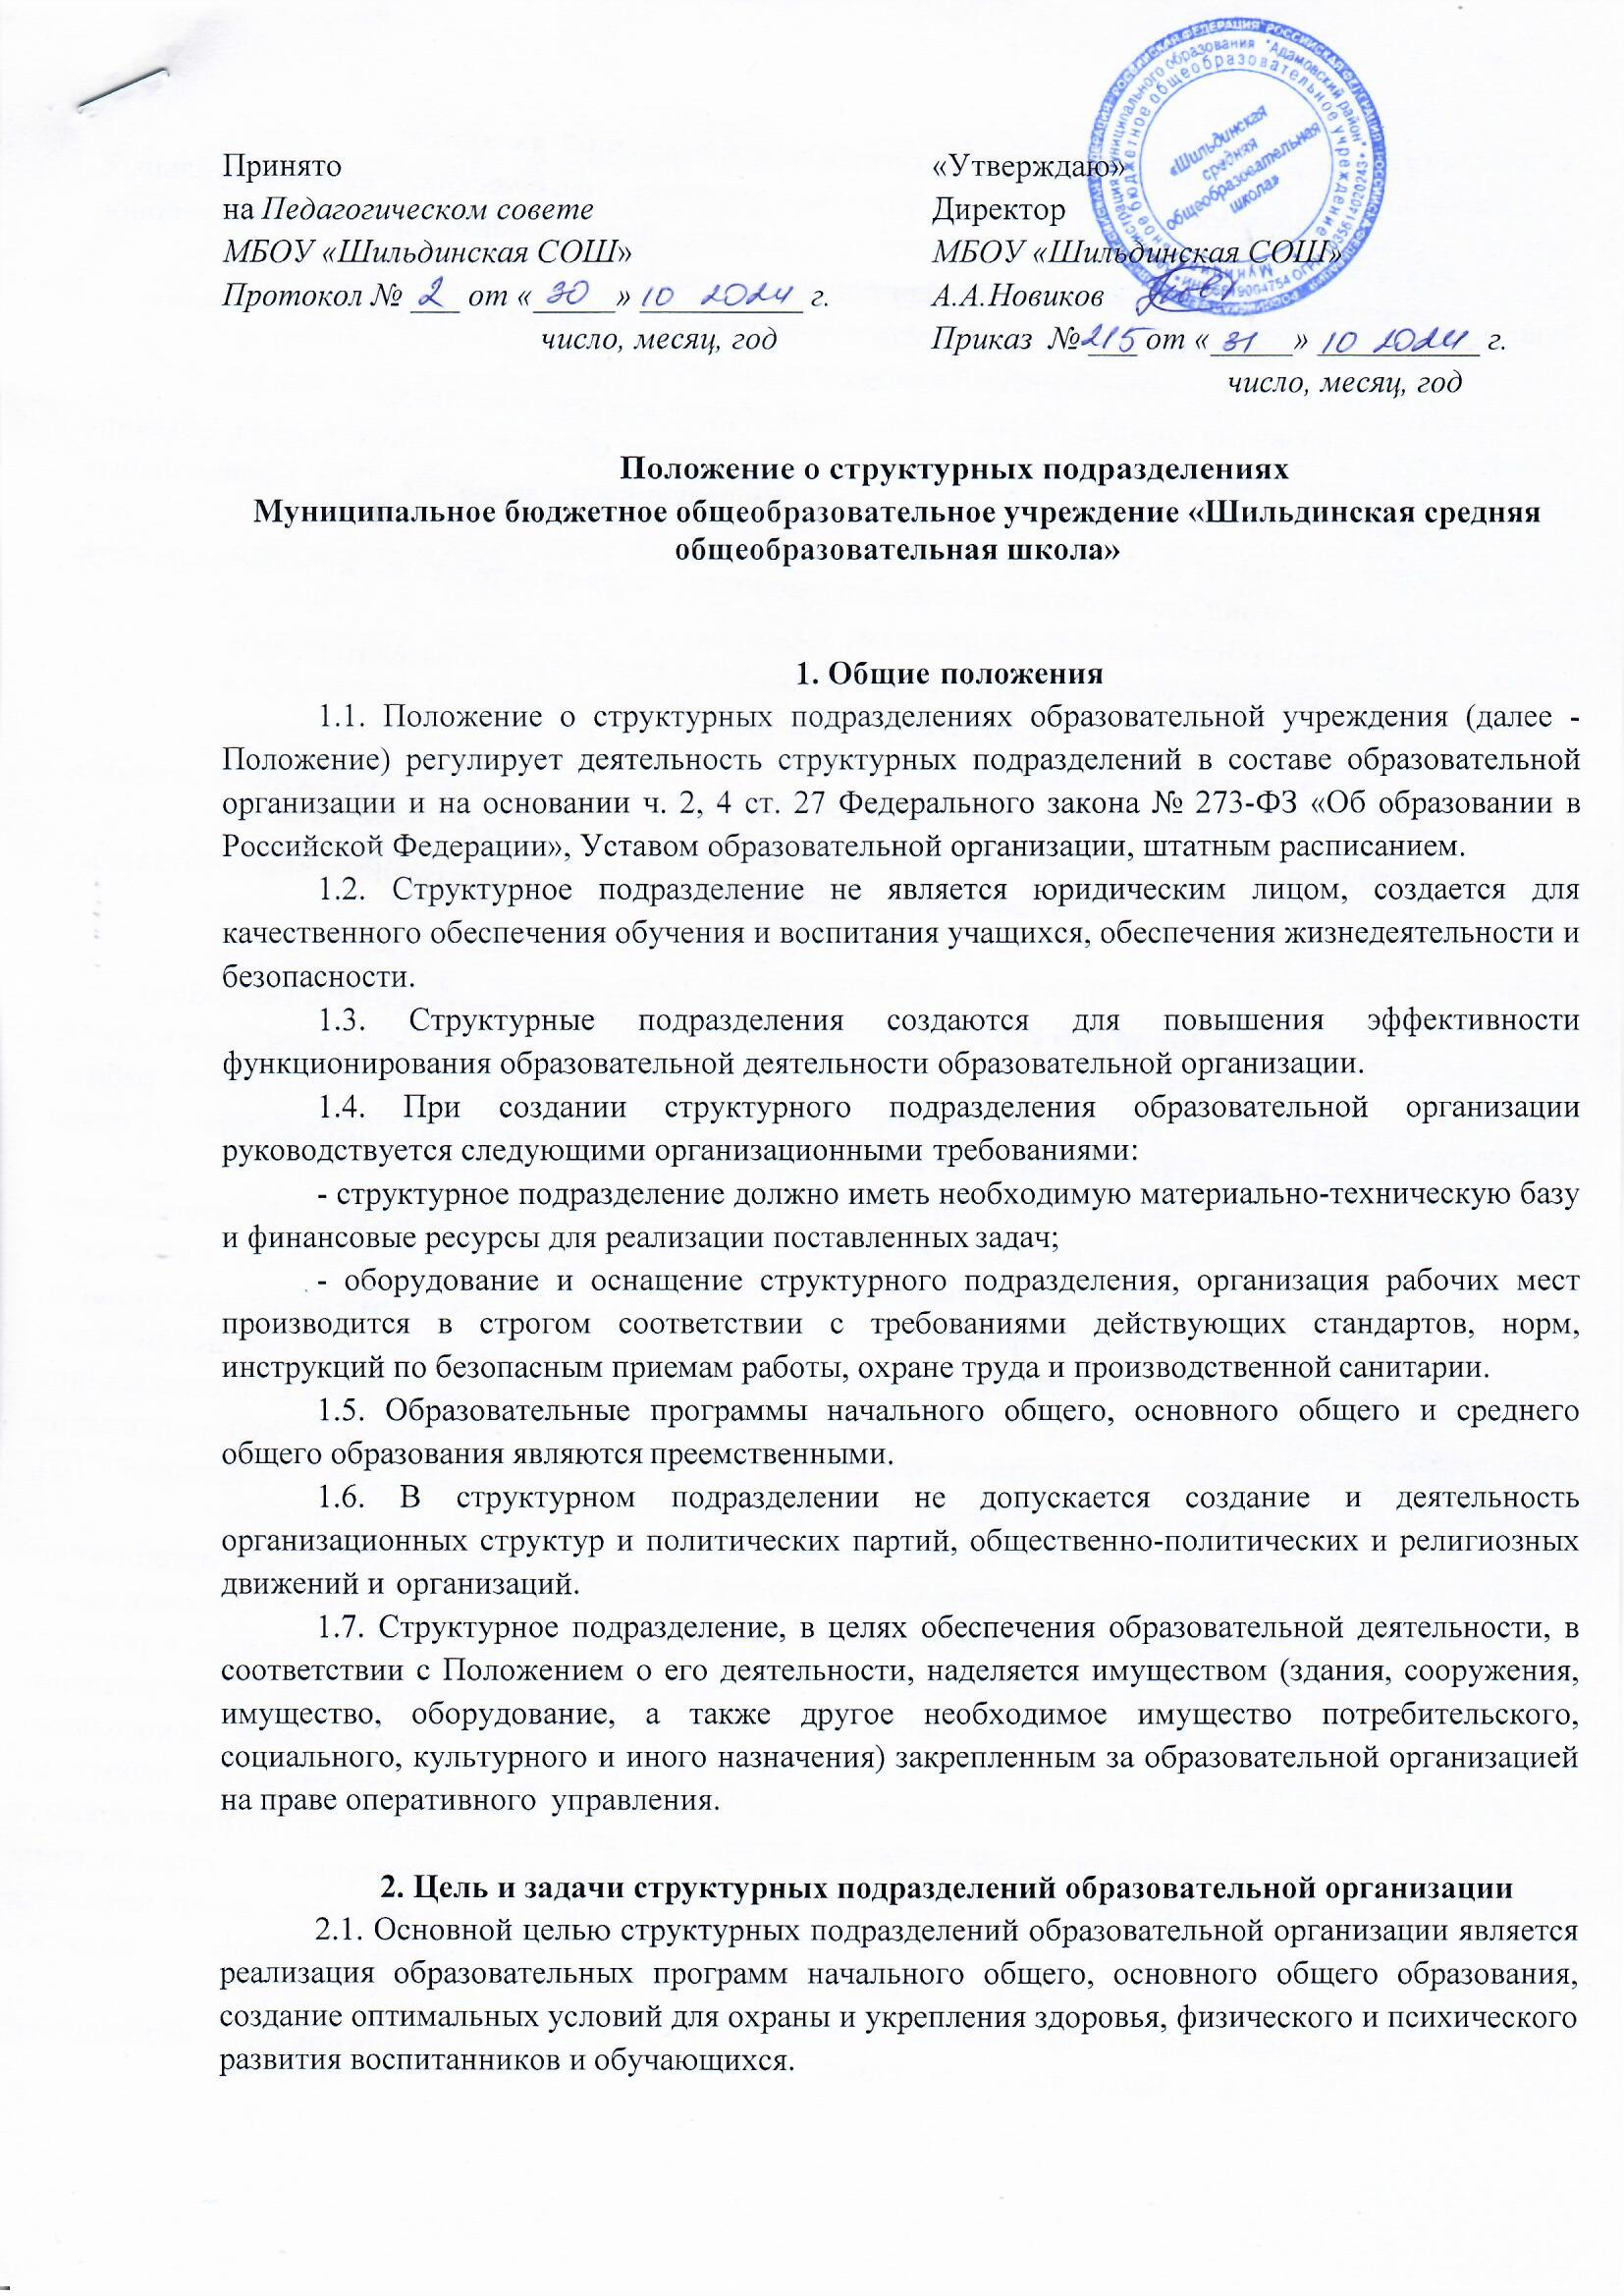 Принято
на Педагогическом совете
МБОУ «Шильдинская СОШ»
Протокол № 2 от « 30 » 10 2024 г.
число, месяц, год
«Утверждаю»
Директор
МБОУ «Шильдинская СОШ»
А.А.Новиков
Приказ № 215 от « 31 » 10 2024 г.
число, месяц, год
«Шильдинская
средняя
общеобразовательная
школа»
Положение о структурных подразделениях
Муниципальное бюджетное общеобразовательное учреждение «Шильдинская средняя
общеобразовательная школа»
1. Общие положения
1.1. Положение о структурных подразделениях образовательной учреждения (далее -
Положение) регулирует деятельность структурных подразделений в составе образовательной
организации и на основании ч. 2, 4 ст. 27 Федерального закона № 273-ФЗ «Об образовании в
Российской Федерации», Уставом образовательной организации, штатным расписанием.
1.2. Структурное подразделение не является юридическим лицом, создается для
качественного обеспечения обучения и воспитания учащихся, обеспечения жизнедеятельности и
безопасности.
1.3. Структурные подразделения создаются для повышения эффективности
функционирования образовательной деятельности образовательной организации.
1.4. При создании структурного подразделения образовательной организации
руководствуется следующими организационными требованиями:
- структурное подразделение должно иметь необходимую материально-техническую базу
и финансовые ресурсы для реализации поставленных задач;
- оборудование и оснащение структурного подразделения, организация рабочих мест
производится в строгом соответствии с требованиями действующих стандартов, норм,
инструкций по безопасным приемам работы, охране труда и производственной санитарии.
1.5. Образовательные программы начального общего, основного общего и среднего
общего образования являются преемственными.
1.6. В структурном подразделении не допускается создание и деятельность
организационных структур и политических партий, общественно-политических и религиозных
движений и организаций.
1.7. Структурное подразделение, в целях обеспечения образовательной деятельности, в
соответствии с Положением о его деятельности, наделяется имуществом (здания, сооружения,
имущество, оборудование, а также другое необходимое имущество потребительского,
социального, культурного и иного назначения) закрепленным за образовательной организацией
на праве оперативного управления.
2. Цель и задачи структурных подразделений образовательной организации
2.1. Основной целью структурных подразделений образовательной организации является
реализация образовательных программ начального общего, основного общего образования,
создание оптимальных условий для охраны и укрепления здоровья, физического и психического
развития воспитанников и обучающихся.